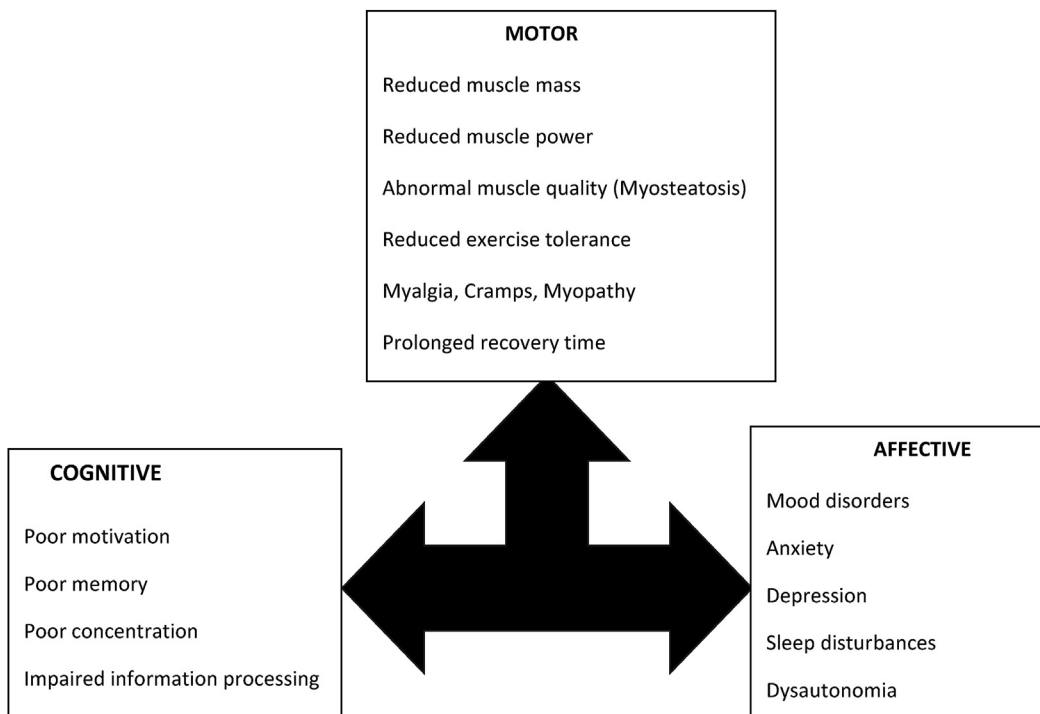 MOTOR
Reduced muscle mass
Reduced muscle power
Abnormal muscle quality (Myosteatosis)
Reduced exercise tolerance
Myalgia, Cramps, Myopathy
Prolonged recovery time
COGNITIVE
Poor motivation
Poor memory
Poor concentration
Impaired information processing
AFFECTIVE
Mood disorders
Anxiety
Depression
Sleep disturbances
Dysautonomia